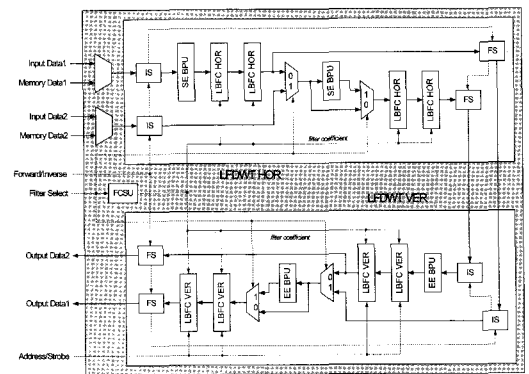 Input Data1
Memory Data1
Input Data2
Memory Data2
IS
IS
SE BPU
LBFC HOR
LBFC HOR
0
1
SE BPU
1
0
LBFC HOR
LBFC HOR
FS
FS
filter coefficient
Forward/Inverse
Filter Select
FCSU
LFDWT HOR
LFDWT VER
filter coefficient
Output Data2
Output Data1
FS
FS
LBFC VER
LBFC VER
1
0
EE BPU
0
1
LBFC VER
LBFC VER
EE BPU
IS
IS
Address/Strobe